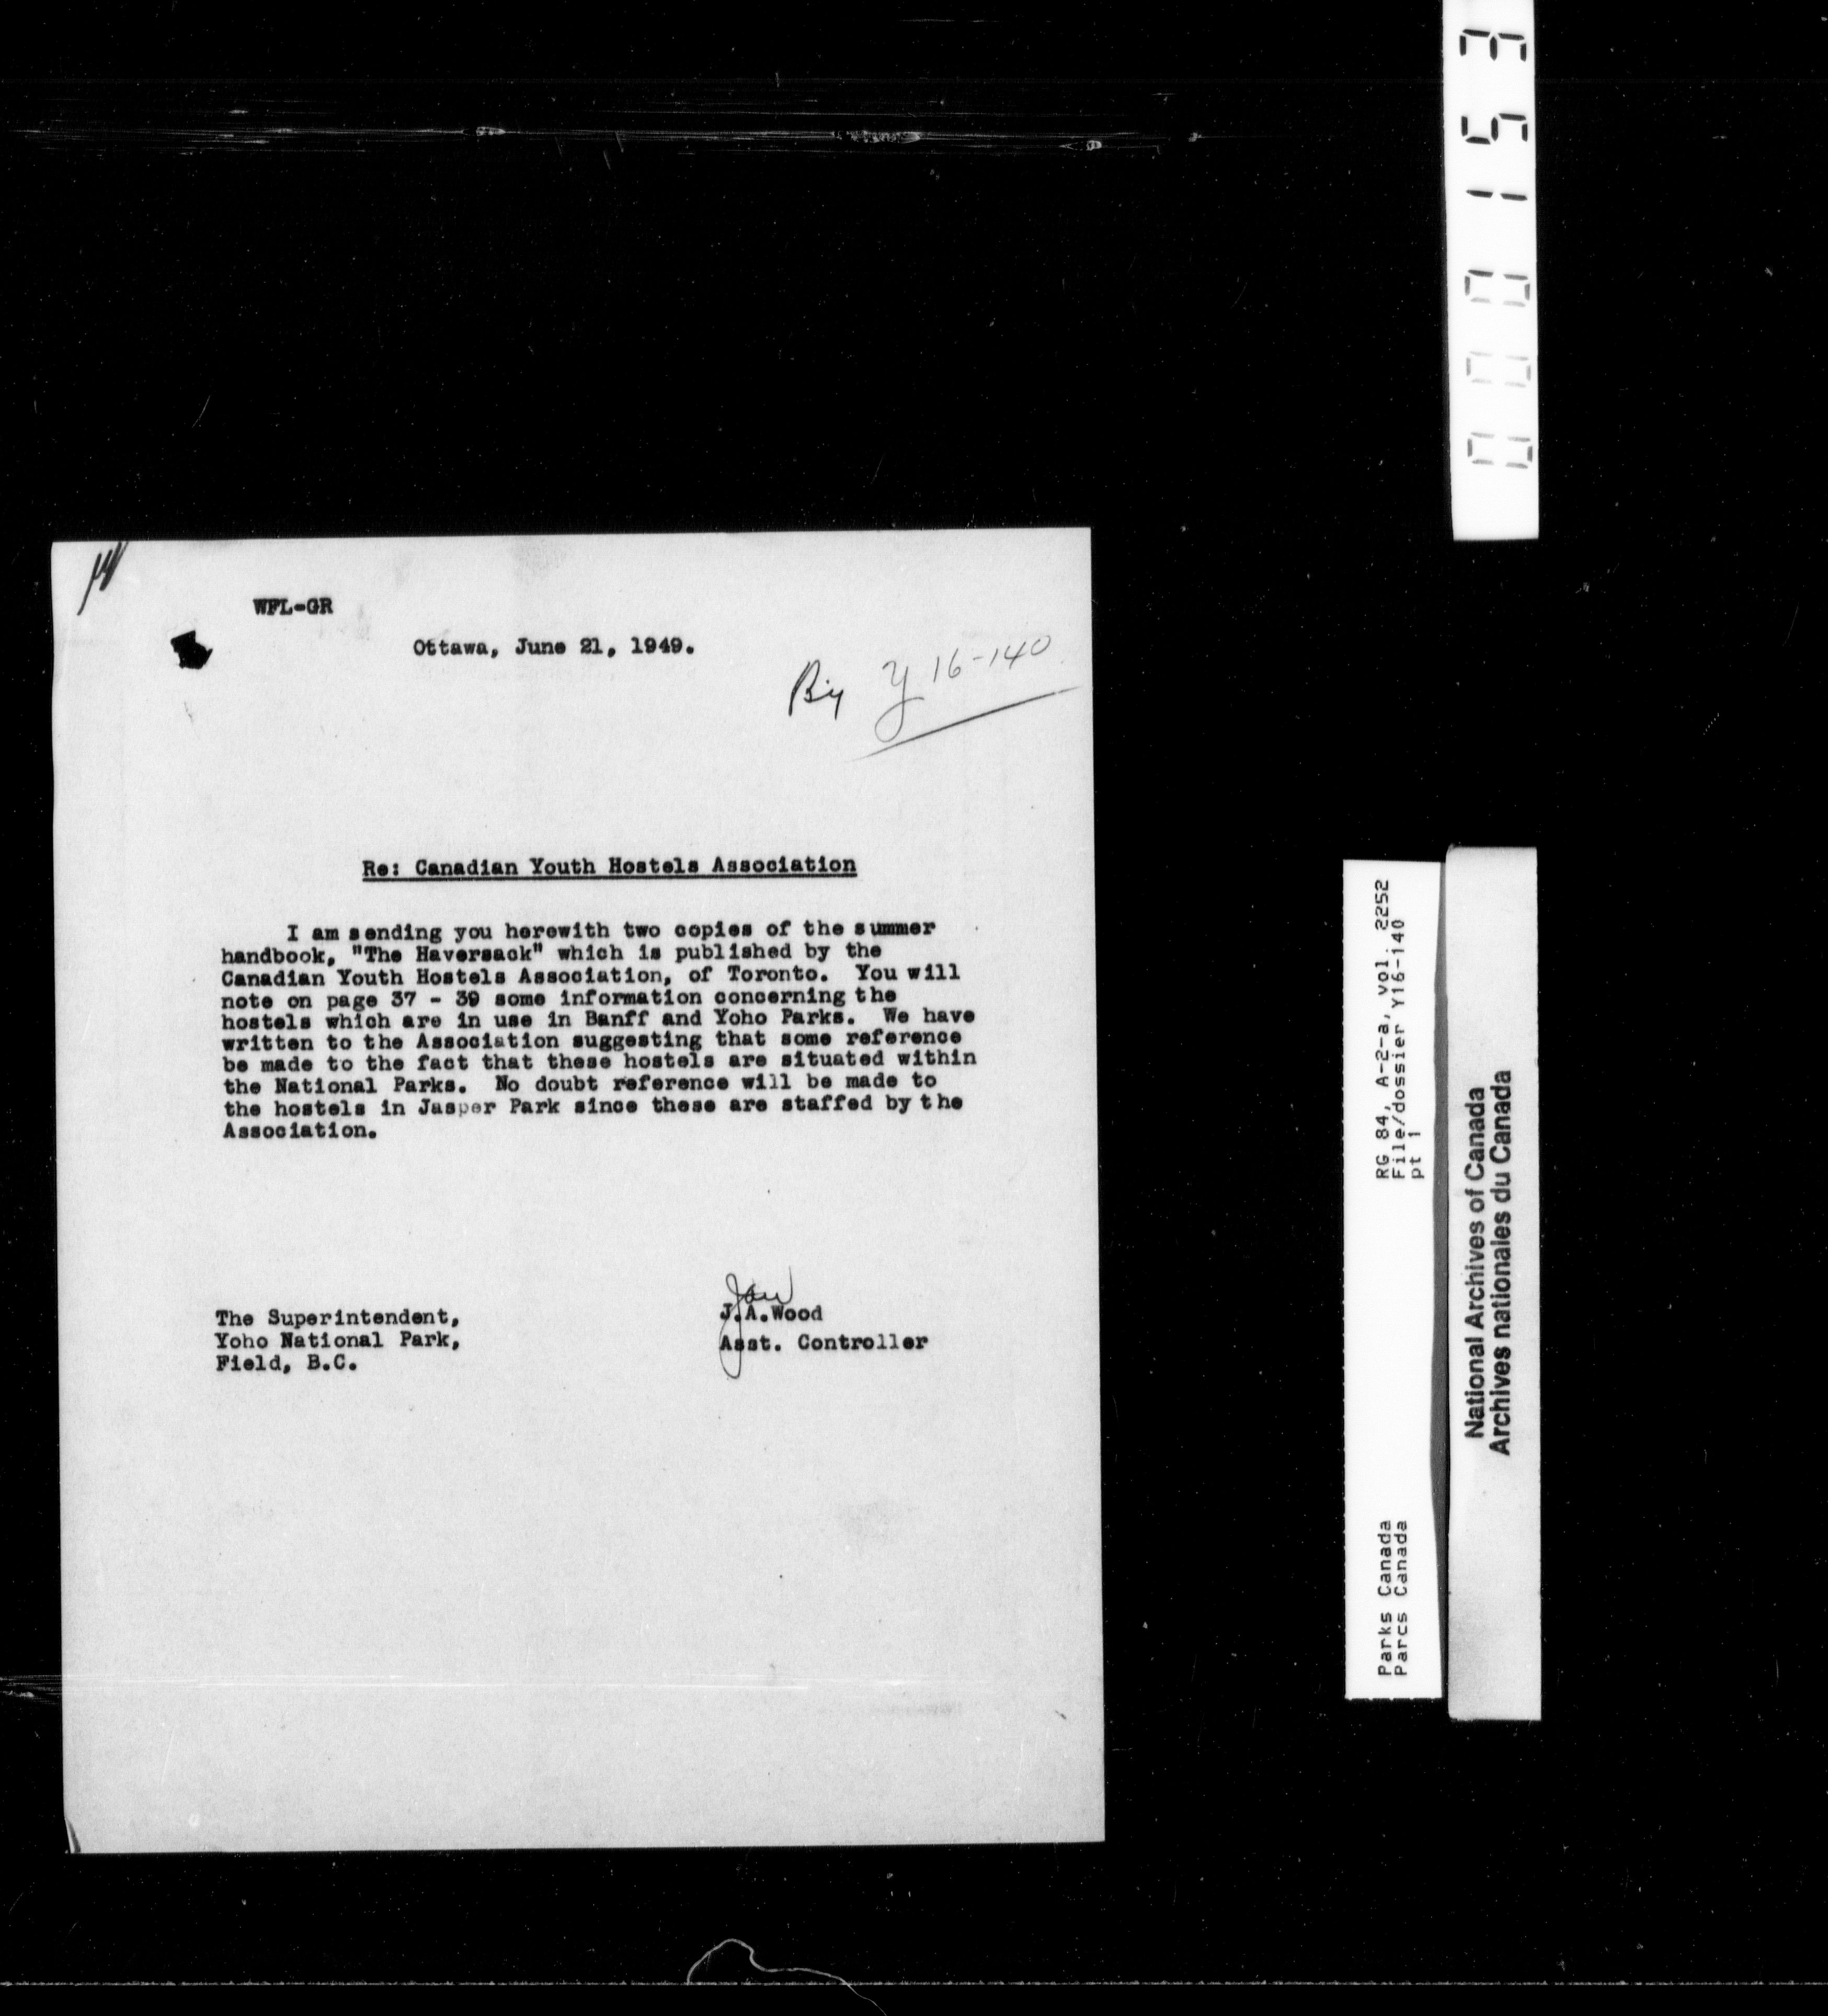 WFL-GR
Ottawa, June 21, 1949.
Y 16-140
Re: Canadian Youth Hostels Association
I am sending you herewith two copies of the summer
handbook, "The Haversack" which is published by the
Canadian Youth Hostels Association, of Toronto. You will
note on page 37 - 39 some information concerning the
hostels which are in use in Banff and Yoho Parks. We have
written to the Association suggesting that some reference
be made to the fact that these hostels are situated within
the National Parks. No doubt reference will be made to
the hostels in Jasper Park since these are staffed by the
Association.
J.A.Wood
Asst. Controller
The Superintendent,
Yoho National Park,
Field, B.C.
000153
RG 84, A-2-a, vol. 2252
File/dossier Y16-140
pt 1
Parks Canada
Parcs Canada
National Archives of Canada
Archives nationales du Canada